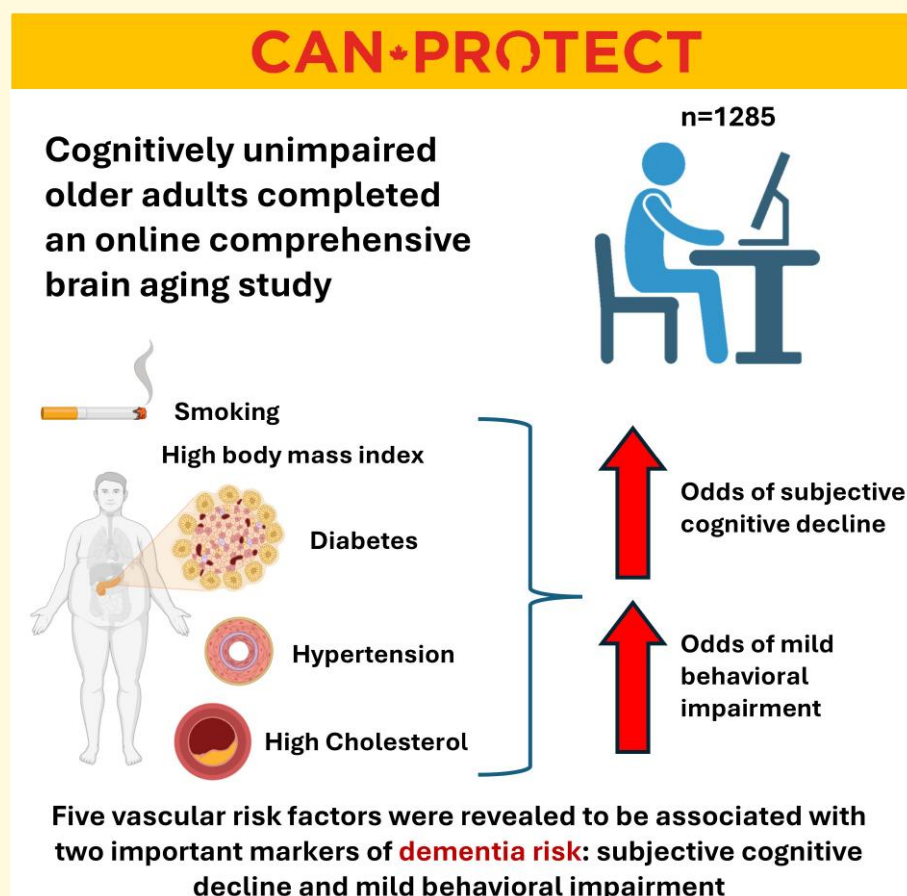 CAN PROTECT
n=1285
Cognitively unimpaired
older adults completed
an online comprehensive
brain aging study
Smoking
High body mass index
Diabetes
Hypertension
High Cholesterol
Odds of subjective
cognitive decline
Odds of mild
behavioral
impairment
Five vascular risk factors were revealed to be associated with
two important markers of dementia risk: subjective cognitive
decline and mild behavioral impairment